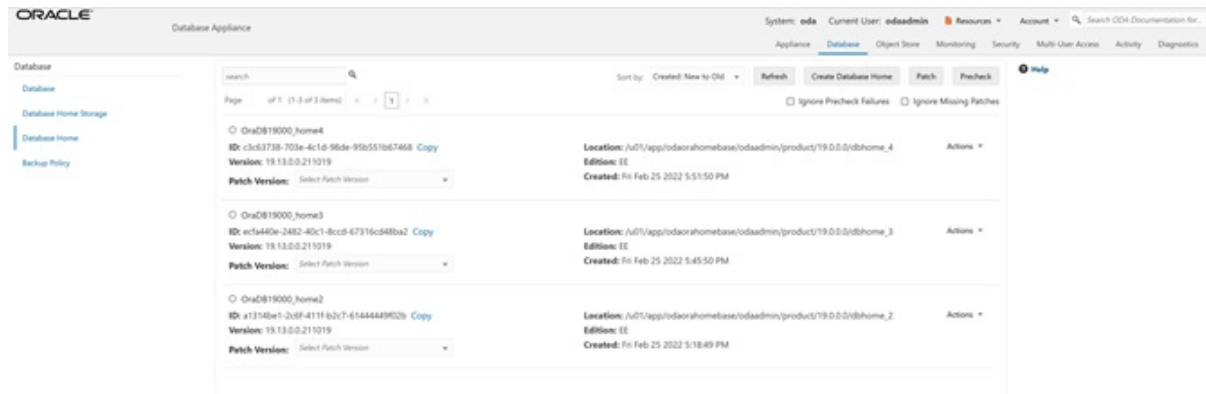 ORACLE
Database Appliance
System: oda Current User: odaadmin Resources Account Search ODA Documentation for...
Appliance Database Object Store Monitoring Security Multi-User Access Activity Diagnostics
Database
Database
Database Home Storage
Database Home
Backup Policy
search
Sort by: Created: New to Old Refresh Create Database Home Patch Precheck
Help
Page of 1 (1-3 of 3 items) 1
Ignore Precheck Failures Ignore Missing Patches
OraDB19000_home4
ID: c3c63738-703e-4c1d-98de-95b551b67468 Copy Location: /u01/app/odaorahomebase/odaadmin/product/19.0.0.0/dbhome_4 Actions
Version: 19.13.0.0.211019 Edition: EE
Patch Version: Select Patch Version Created: Fri Feb 25 2022 5:51:50 PM
OraDB19000_home3
ID: ecfa440e-2482-40c1-8ccd-67316cd48ba2 Copy Location: /u01/app/odaorahomebase/odaadmin/product/19.0.0.0/dbhome_3 Actions
Version: 19.13.0.0.211019 Edition: EE
Patch Version: Select Patch Version Created: Fri Feb 25 2022 5:45:50 PM
OraDB19000_home2
ID: a1314be1-2c6f-411f-b2c7-61444449f02b Copy Location: /u01/app/odaorahomebase/odaadmin/product/19.0.0.0/dbhome_2 Actions
Version: 19.13.0.0.211019 Edition: EE
Patch Version: Select Patch Version Created: Fri Feb 25 2022 5:18:49 PM